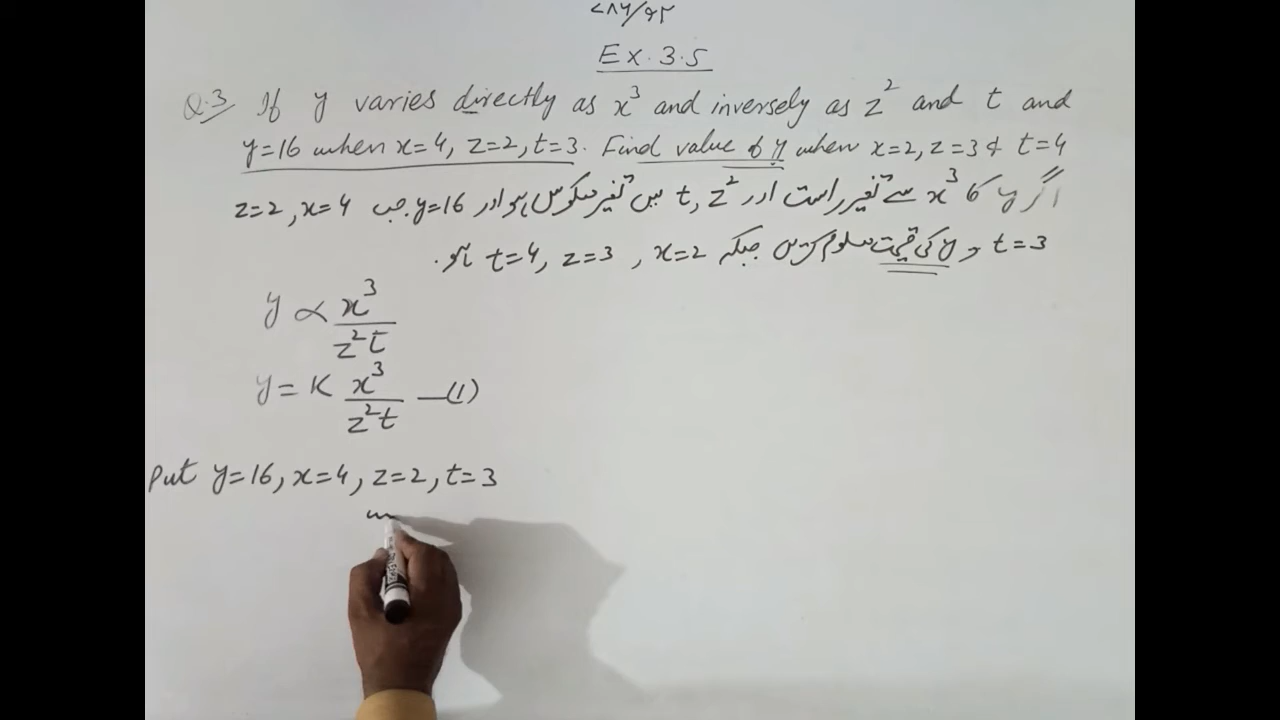 ۷۸۶/۹۲
Ex.3.5
Q.3 If y varies directly as x³ and inversely as z² and t and
y=16 when x=4, z=2, t=3. Find value of y when x=2, z=3 & t=4
اگر y کا x³ سے تغیر راست اور z² , t میں تغیر معکوس ہو اور y=16 جب z=2 , x=4
t=3 و y کی قیمت معلوم کریں جبکہ x=2 , z=3 , t=4 ہو۔
y ∝ x³/z²t
y = K x³/z²t —(1)
Put y=16, x=4, z=2, t=3